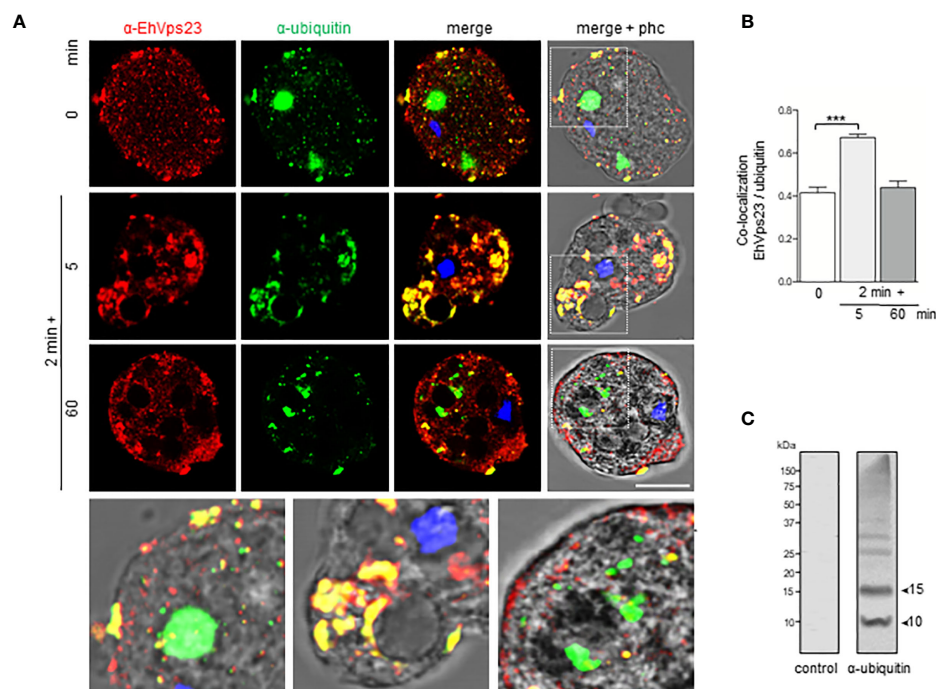 A
α-EhVps23 α-ubiquitin merge merge + phc
min
0
2 min +
5
60
B
Co-localization
EhVps23 / ubiquitin
0.8
0.6
0.4
0.2
0.0
***
0 2 min +
5 60 min
C
kDa
150
75
50
37
25
20
15
10
◂15
◂10
control α-ubiquitin